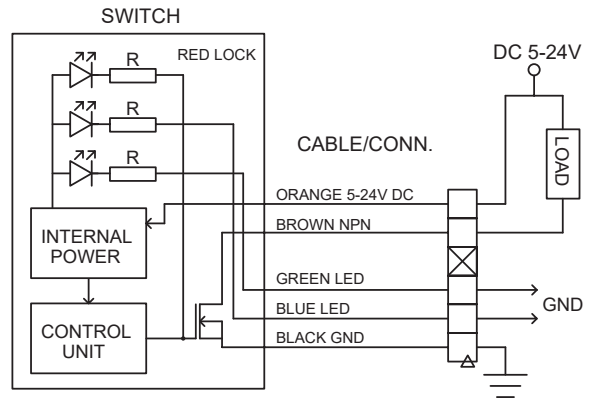 SWITCH
RED LOCK
R
R
R
DC 5-24V
CABLE/CONN.
LOAD
ORANGE 5-24V DC
BROWN NPN
INTERNAL
POWER
GREEN LED
BLUE LED
GND
CONTROL
UNIT
BLACK GND